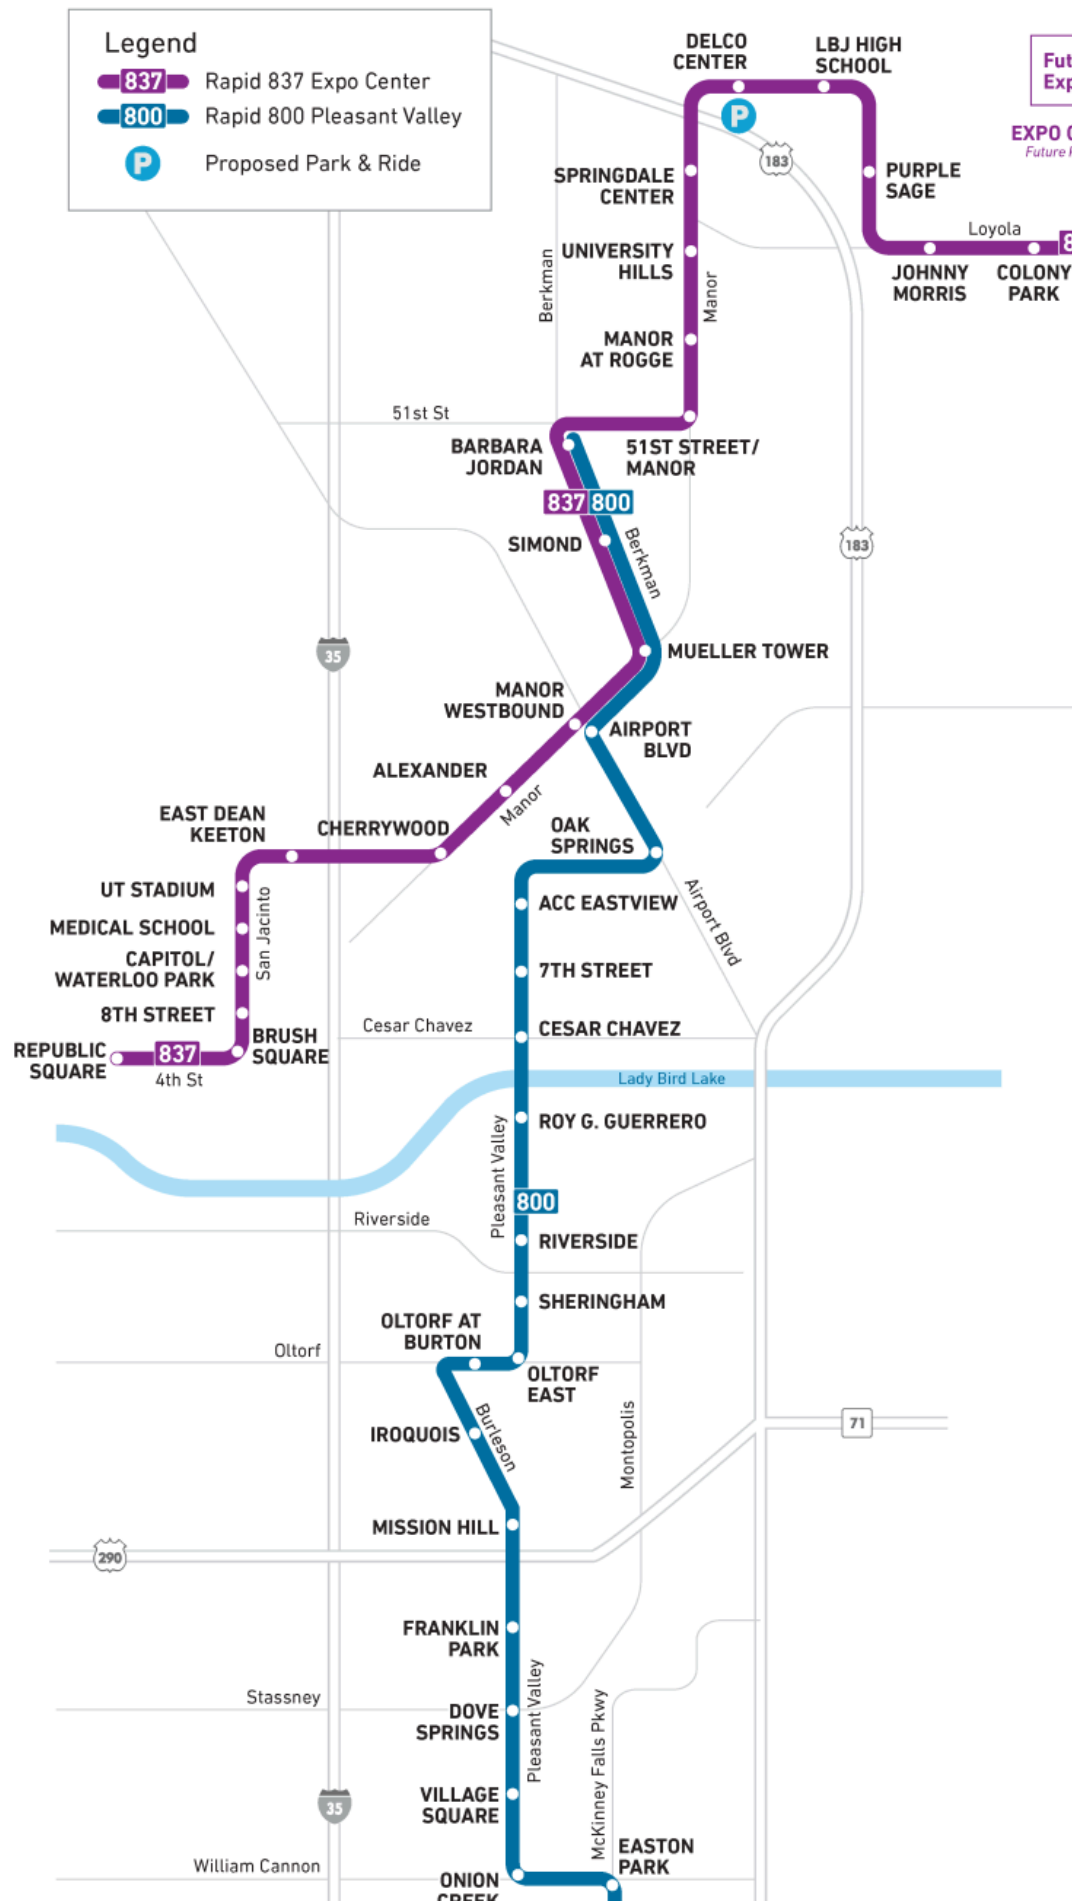 Legend
837 Rapid 837 Expo Center
800 Rapid 800 Pleasant Valley
P Proposed Park & Ride
DELCO
CENTER
LBJ HIGH
SCHOOL
P
183
EXPO
Future
SPRINGDALE
CENTER
PURPLE
SAGE
Loyola
UNIVERSITY
HILLS
JOHNNY
MORRIS
COLONY
PARK
Berkman
Manor
MANOR
AT ROGGE
51st St
BARBARA
JORDAN
51ST STREET/
MANOR
837 800
SIMOND
Berkman
183
35
MUELLER TOWER
MANOR
WESTBOUND
AIRPORT
BLVD
ALEXANDER
Manor
EAST DEAN
KEETON
CHERRYWOOD
OAK
SPRINGS
UT STADIUM
San Jacinto
ACC EASTVIEW
Airport Blvd
MEDICAL SCHOOL
CAPITOL/
WATERLOO PARK
7TH STREET
8TH STREET
Cesar Chavez
CESAR CHAVEZ
REPUBLIC
SQUARE
837
4th St
BRUSH
SQUARE
Lady Bird Lake
ROY G. GUERRERO
Pleasant Valley
800
Riverside
RIVERSIDE
SHERINGHAM
OLTORF AT
BURTON
Oltorf
OLTORF
EAST
IROQUOIS
Burleson
Montopolis
71
MISSION HILL
290
FRANKLIN
PARK
Stassney
DOVE
SPRINGS
Pleasant Valley
McKinney Falls Pkwy
VILLAGE
SQUARE
35
EASTON
PARK
William Cannon
ONION
CREEK